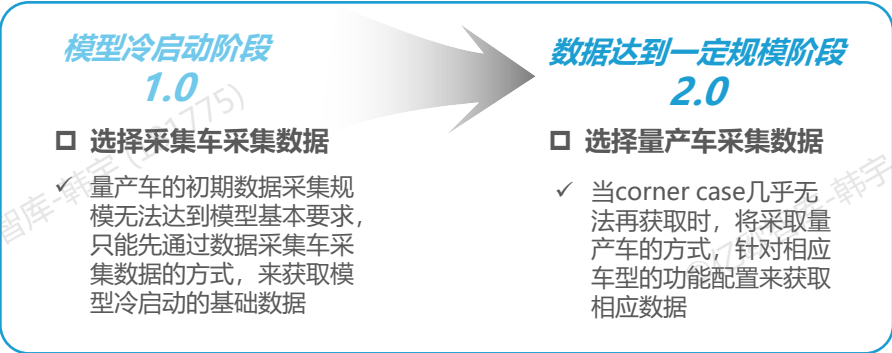 模型冷启动阶段
1.0
选择采集车采集数据
量产车的初期数据采集规
模无法达到模型基本要求，
只能先通过数据采集车采
集数据的方式，来获取模
型冷启动的基础数据
数据达到一定规模阶段
2.0
选择量产车采集数据
当corner case几乎无
法再获取时，将采取量
产车的方式，针对相应
车型的功能配置来获取
相应数据
智库-韩宇
韩宇